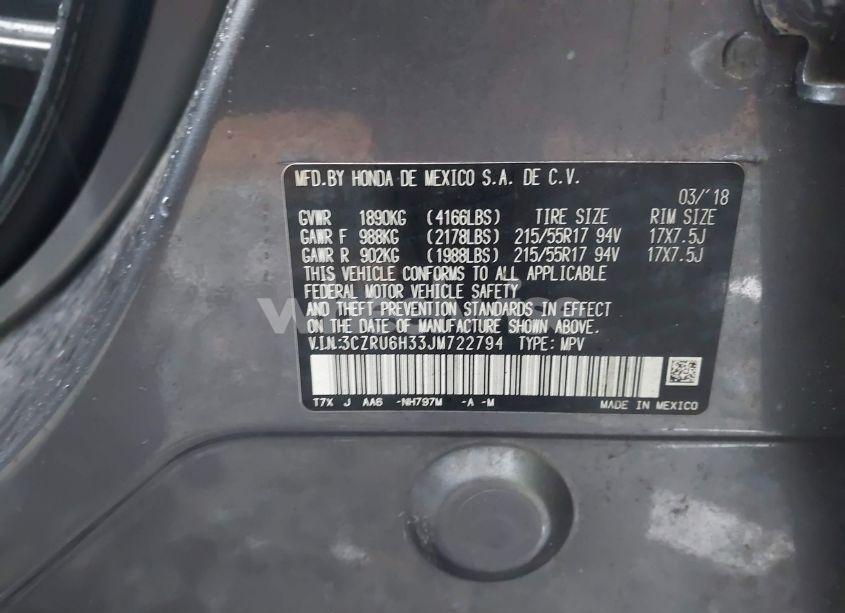 MFD.BY HONDA DE MEXICO S.A. DE C.V.
03/'18
GVWR 1890KG (4166LBS) TIRE SIZE RIM SIZE
GAWR F 988KG (2178LBS) 215/55R17 94V 17X7.5J
GAWR R 902KG (1988LBS) 215/55R17 94V 17X7.5J
THIS VEHICLE CONFORMS TO ALL APPLICABLE
FEDERAL MOTOR VEHICLE SAFETY
AND THEFT PREVENTION STANDARDS IN EFFECT
ON THE DATE OF MANUFACTURE SHOWN ABOVE.
V.I.N.:3CZRU6H33JM722794 TYPE: MPV
T7X J AA6 -NH797M -A -M MADE IN MEXICO